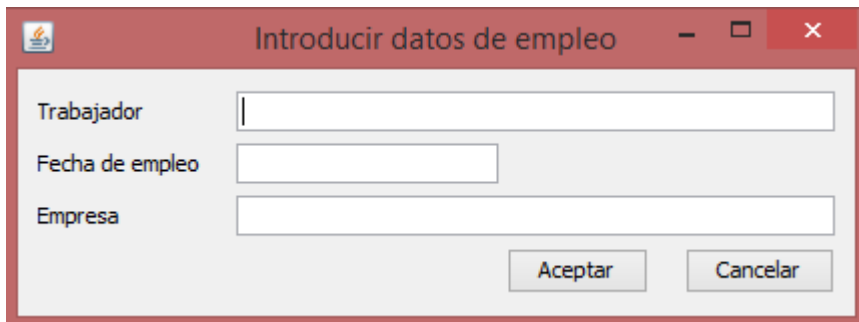 Introducir datos de empleo
Trabajador
Fecha de empleo
Empresa
Aceptar Cancelar